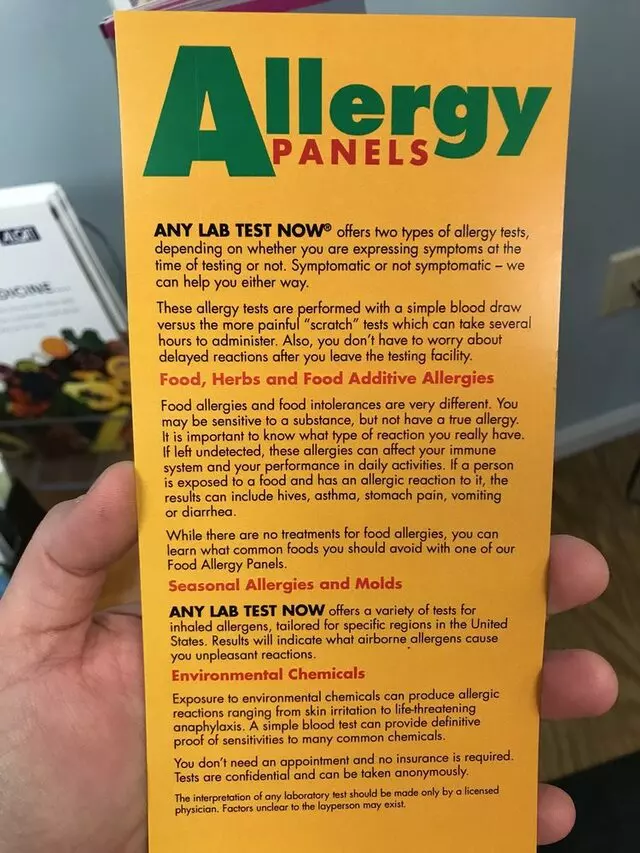 Allergy
PANELS
ANY LAB TEST NOW® offers two types of allergy tests,
depending on whether you are expressing symptoms at the
time of testing or not. Symptomatic or not symptomatic – we
can help you either way.
These allergy tests are performed with a simple blood draw
versus the more painful “scratch” tests which can take several
hours to administer. Also, you don’t have to worry about
delayed reactions after you leave the testing facility.
Food, Herbs and Food Additive Allergies
Food allergies and food intolerances are very different. You
may be sensitive to a substance, but not have a true allergy.
It is important to know what type of reaction you really have.
If left undetected, these allergies can affect your immune
system and your performance in daily activities. If a person
is exposed to a food and has an allergic reaction to it, the
results can include hives, asthma, stomach pain, vomiting
or diarrhea.
While there are no treatments for food allergies, you can
learn what common foods you should avoid with one of our
Food Allergy Panels.
Seasonal Allergies and Molds
ANY LAB TEST NOW offers a variety of tests for
inhaled allergens, tailored for specific regions in the United
States. Results will indicate what airborne allergens cause
you unpleasant reactions.
Environmental Chemicals
Exposure to environmental chemicals can produce allergic
reactions ranging from skin irritation to life-threatening
anaphylaxis. A simple blood test can provide definitive
proof of sensitivities to many common chemicals.
You don’t need an appointment and no insurance is required.
Tests are confidential and can be taken anonymously.
The interpretation of any laboratory test should be made only by a licensed
physician. Factors unclear to the layperson may exist.